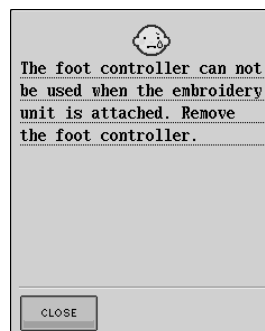 The foot controller can not
be used when the embroidery
unit is attached. Remove
the foot controller.
CLOSE